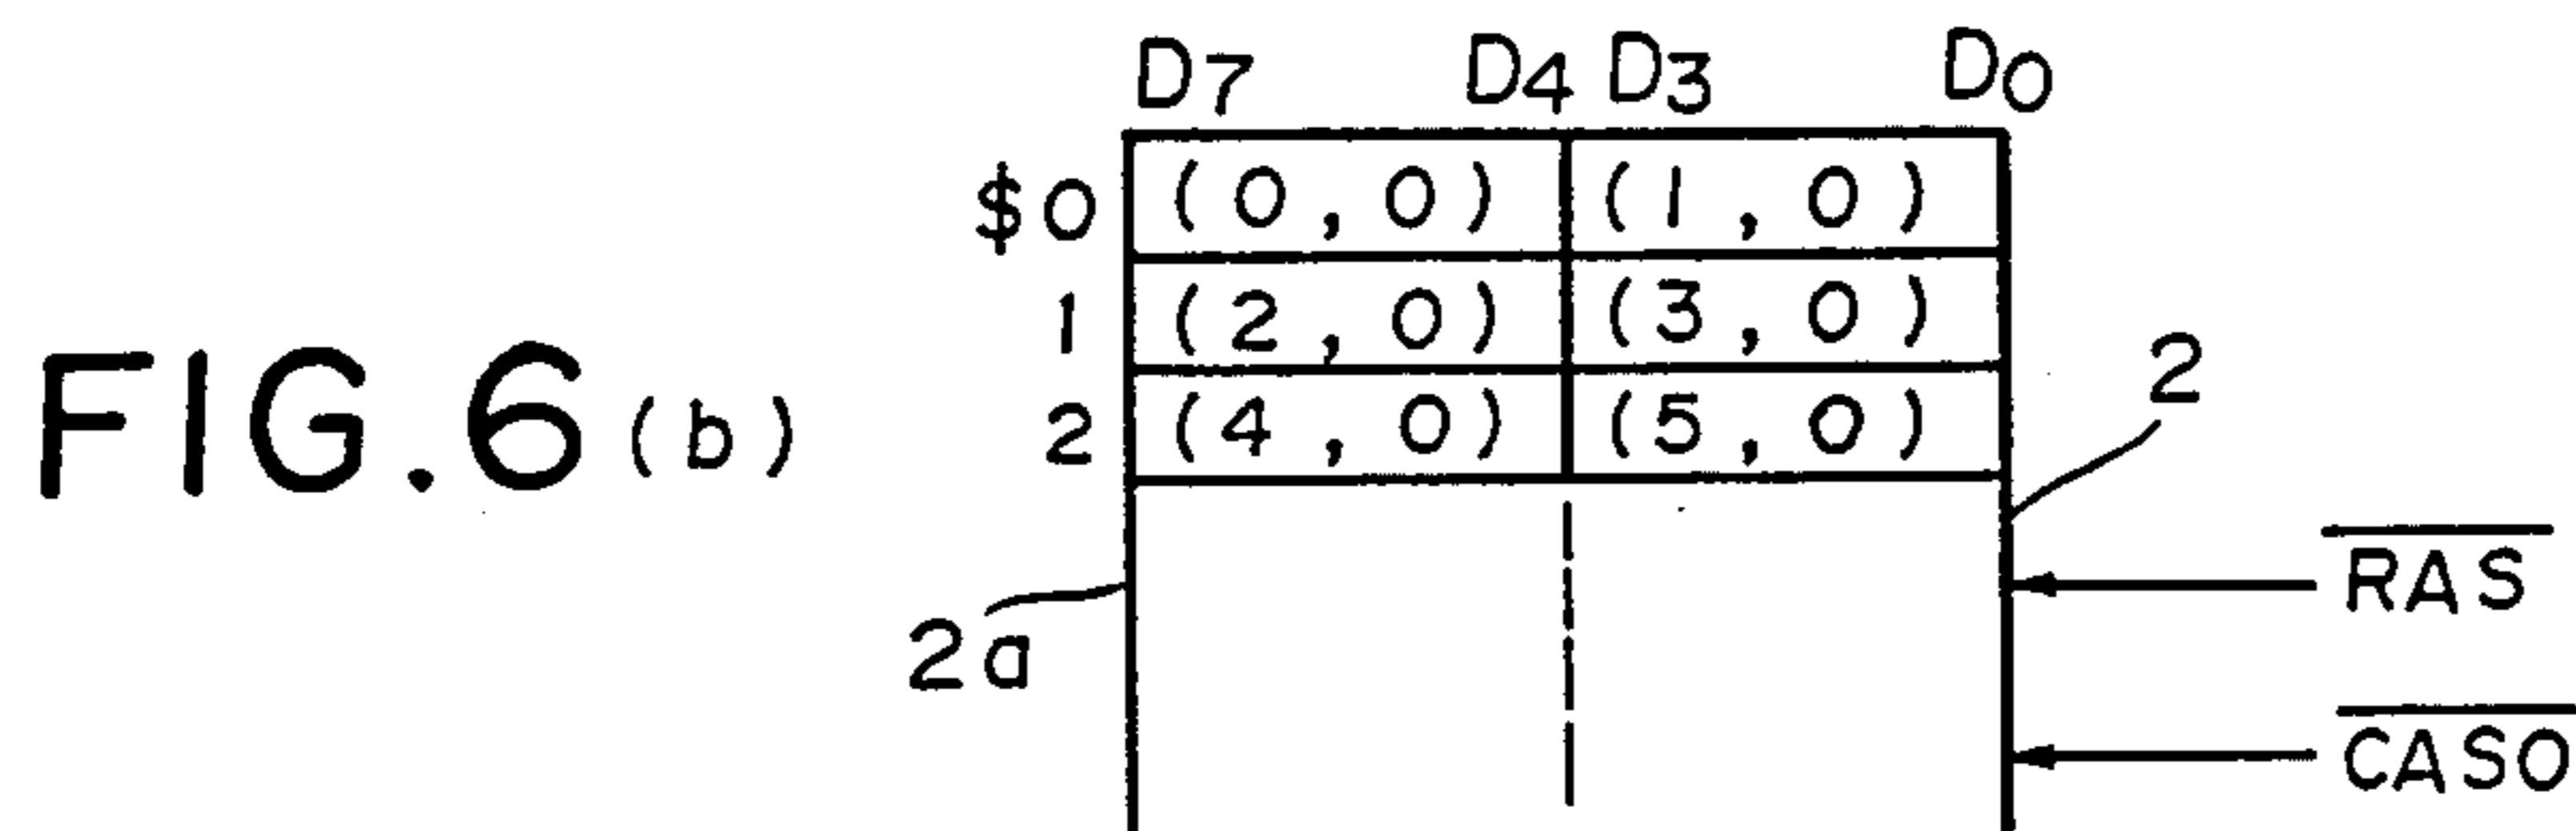 D7 D4 D3 D0
$0 (0,0) (1,0)
1 (2,0) (3,0)
2 (4,0) (5,0)
FIG.6(b)
2
2a
RAS
CASO